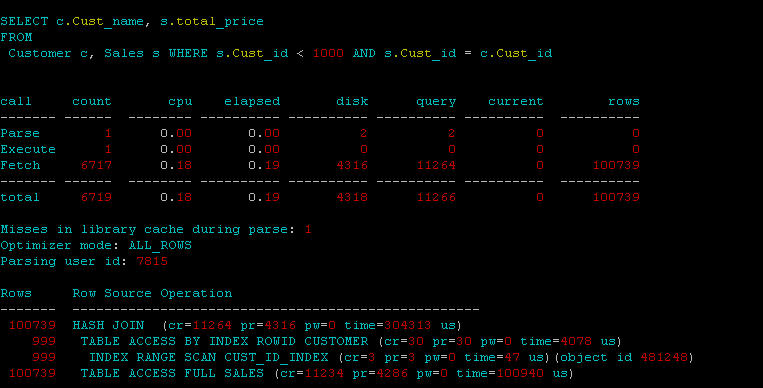 SELECT c.Cust_name, s.total_price
FROM
Customer c, Sales s WHERE s.Cust_id < 1000 AND s.Cust_id = c.Cust_id
call count cpu elapsed disk query current rows
------- ------ -------- ---------- ---------- ---------- ---------- ----------
Parse 1 0.00 0.00 2 2 0 0
Execute 1 0.00 0.00 0 0 0 0
Fetch 6717 0.18 0.19 4316 11264 0 100739
------- ------ -------- ---------- ---------- ---------- ---------- ----------
total 6719 0.18 0.19 4318 11266 0 100739
Misses in library cache during parse: 1
Optimizer mode: ALL_ROWS
Parsing user id: 7815
Rows Row Source Operation
------- ---------------------------------------------------
100739 HASH JOIN (cr=11264 pr=4316 pw=0 time=304313 us)
999 TABLE ACCESS BY INDEX ROWID CUSTOMER (cr=30 pr=30 pw=0 time=4078 us)
999 INDEX RANGE SCAN CUST_ID_INDEX (cr=3 pr=3 pw=0 time=47 us)(object id 481248)
100739 TABLE ACCESS FULL SALES (cr=11234 pr=4286 pw=0 time=100940 us)